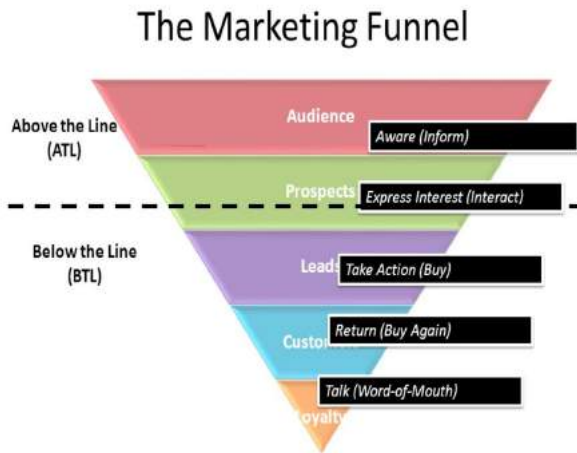 The Marketing Funnel
Above the Line
(ATL)
Audience
Aware (Inform)
Prospects
Express Interest (Interact)
Below the Line
(BTL)
Leads
Take Action (Buy)
Return (Buy Again)
Talk (Word-of-Mouth)
Loyalty